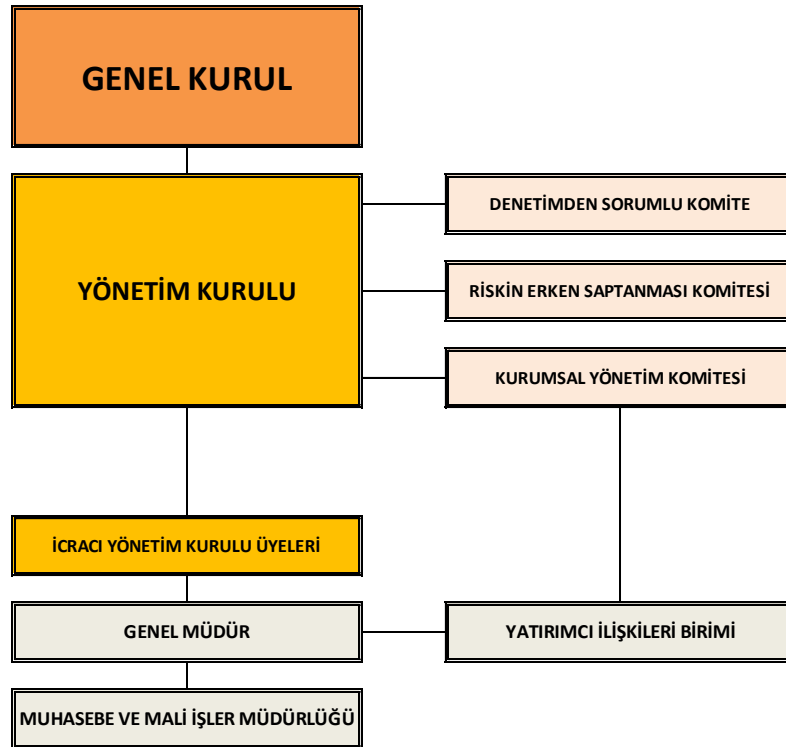 GENEL KURUL
YÖNETİM KURULU
DENETİMDEN SORUMLU KOMİTE
RİSKİN ERKEN SAPTANMASI KOMİTESİ
KURUMSAL YÖNETİM KOMİTESİ
İCRACI YÖNETİM KURULU ÜYELERİ
GENEL MÜDÜR
YATIRIMCI İLİŞKİLERİ BİRİMİ
MUHASEBE VE MALİ İŞLER MÜDÜRLÜĞÜ